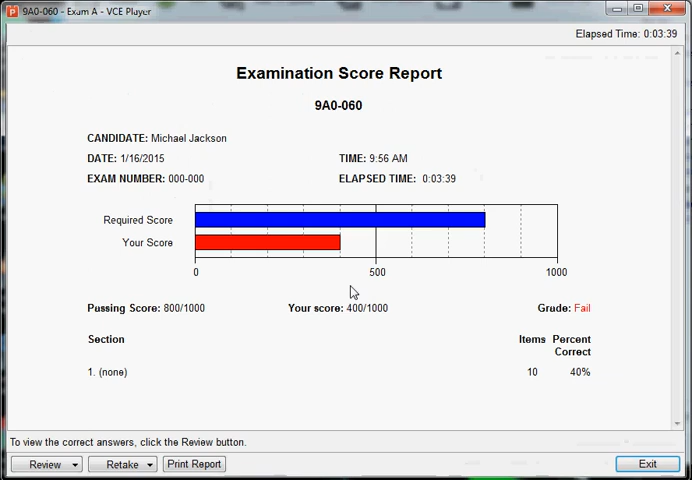 9A0-060 - Exam A - VCE Player
Elapsed Time: 0:03:39
Examination Score Report
9A0-060
CANDIDATE: Michael Jackson
DATE: 1/16/2015 TIME: 9:56 AM
EXAM NUMBER: 000-000 ELAPSED TIME: 0:03:39
Required Score
Your Score
0 500 1000
Passing Score: 800/1000 Your score: 400/1000 Grade: Fail
Section Items Percent
Correct
1. (none) 10 40%
To view the correct answers, click the Review button.
Review Retake Print Report Exit